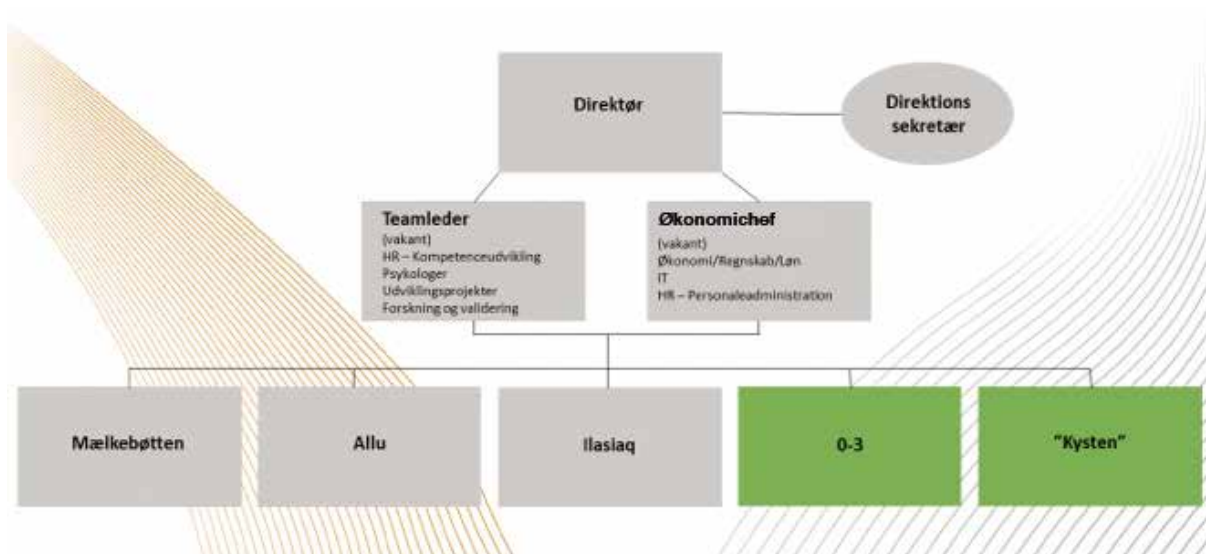 Direktør
Direktions
sekretær
Teamleder
(vakant)
HR – Kompetenceudvikling
Psykologer
Udviklingsprojekter
Forskning og validering
Økonomichef
(vakant)
Økonomi/Regnskab/Løn
IT
HR – Personaleadministration
Mælkebøtten
Allu
Ilasiaq
0-3
"Kysten"